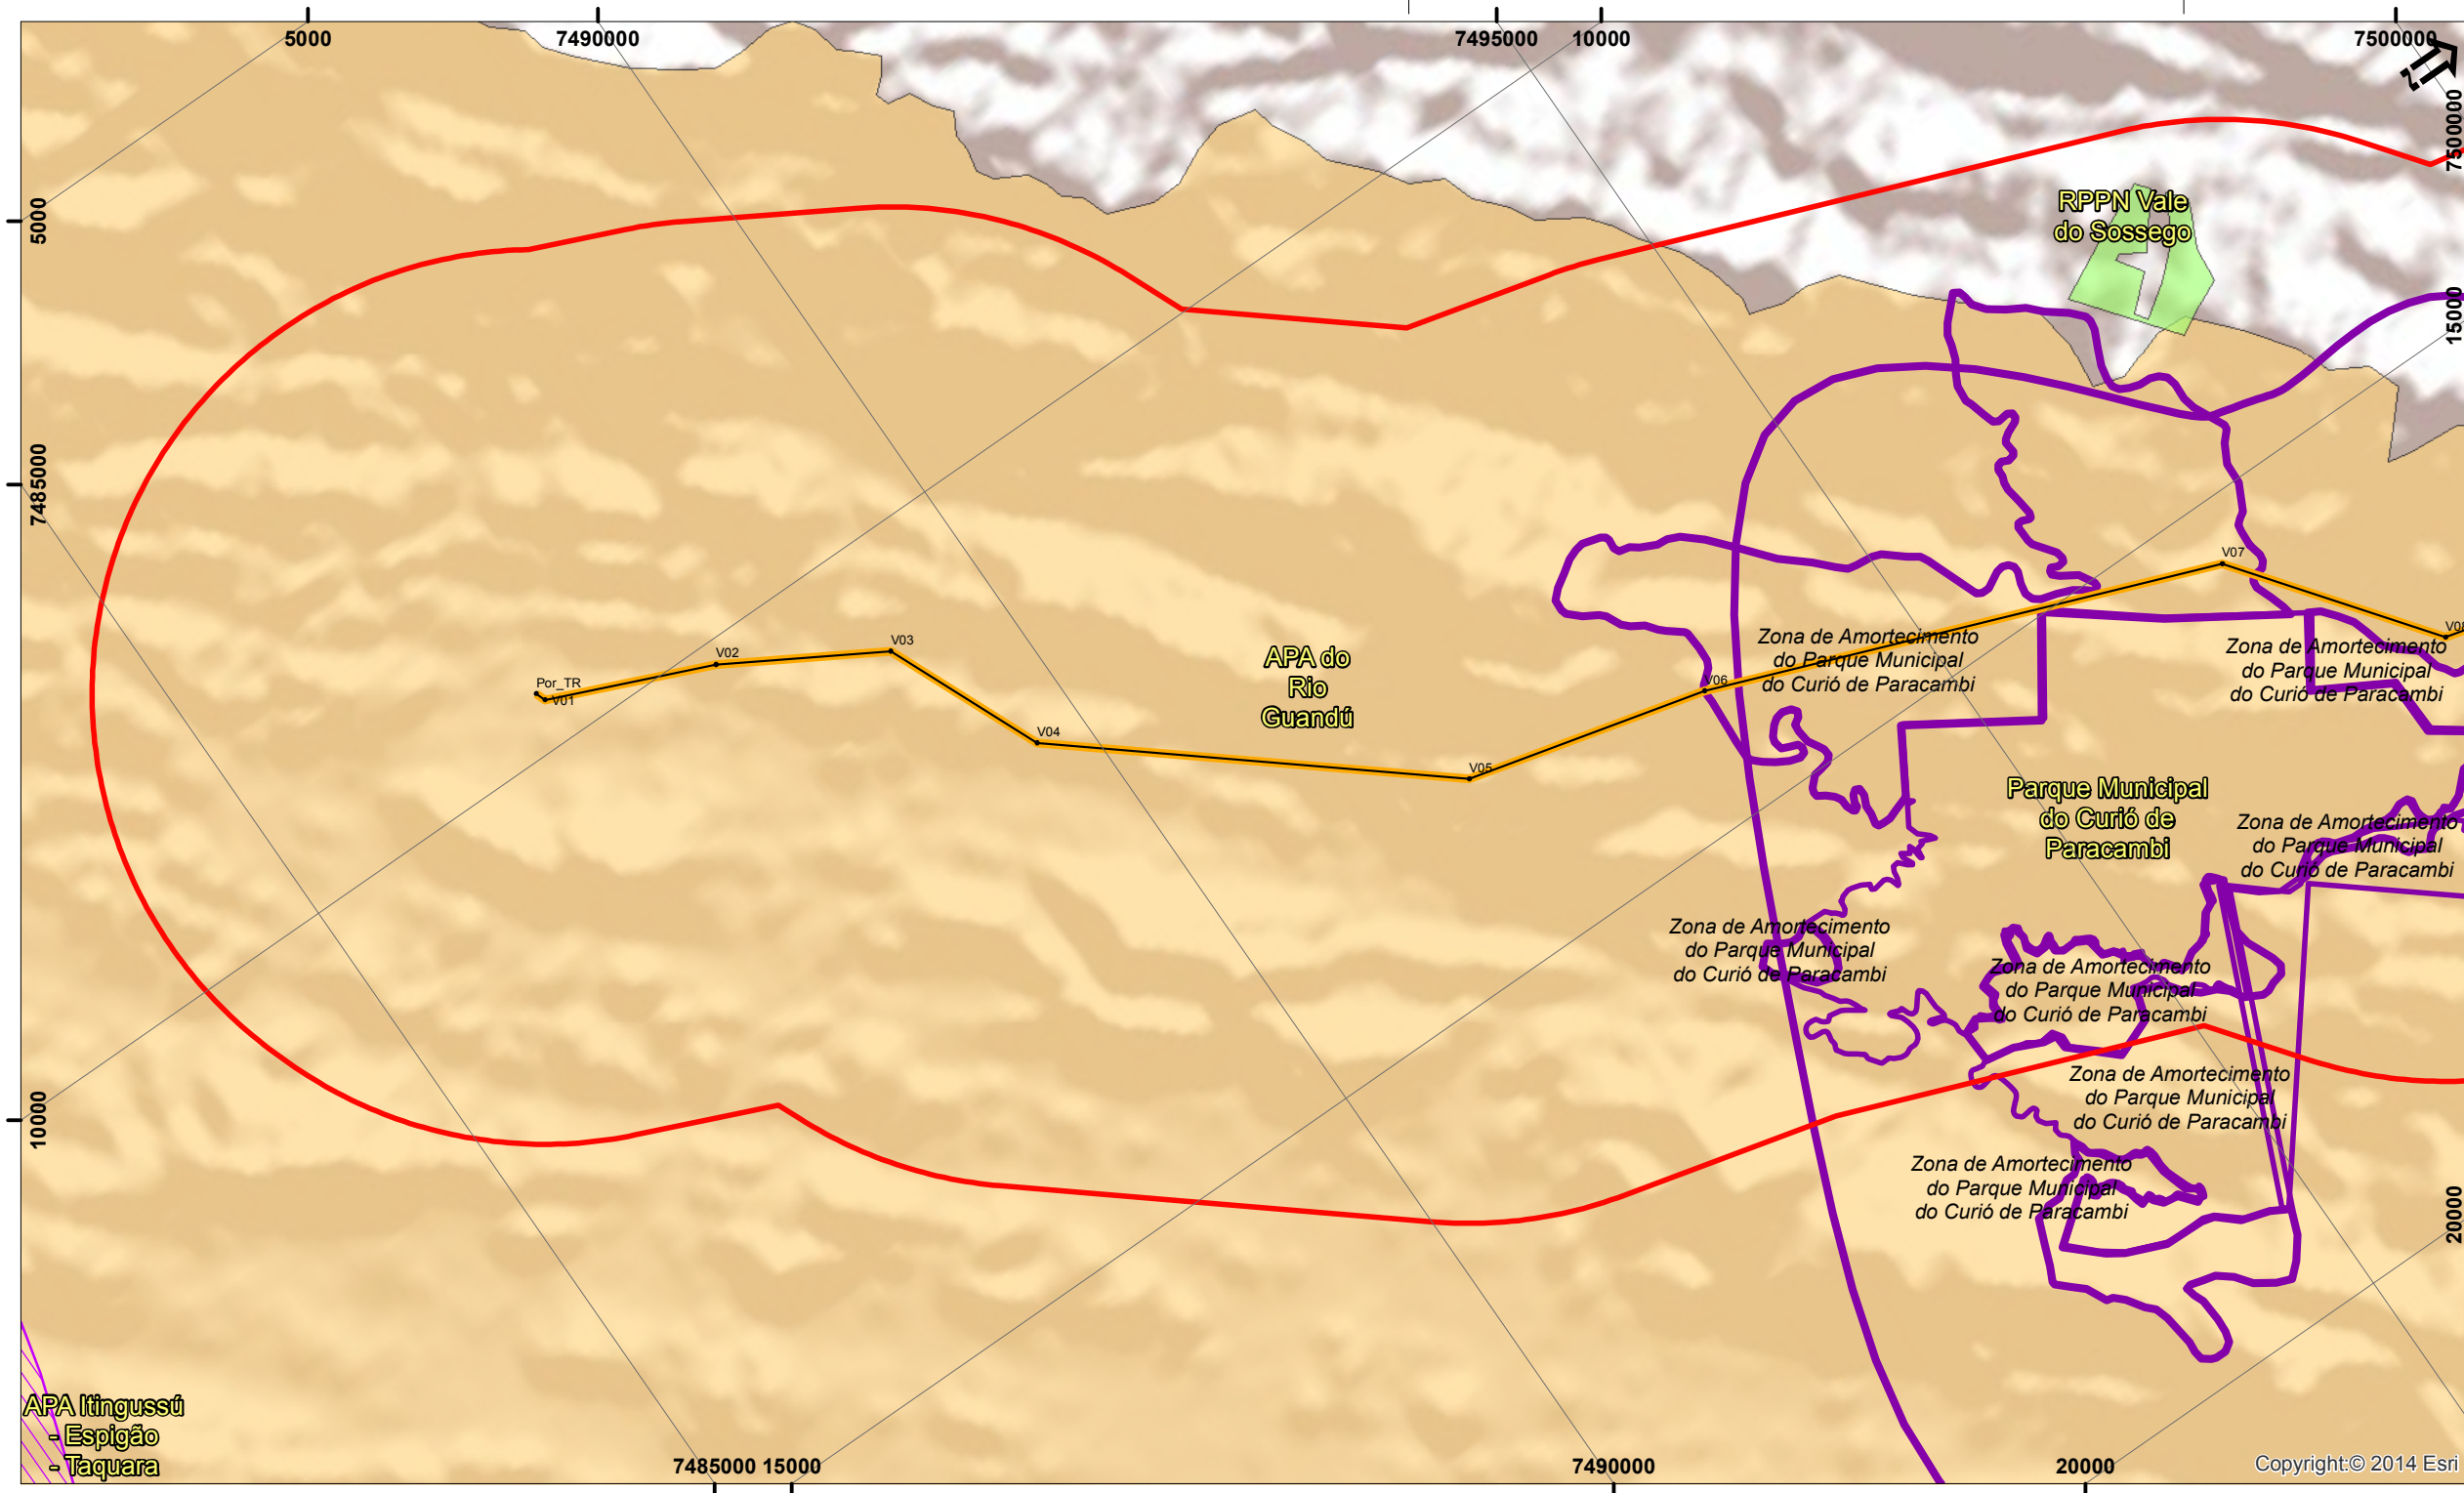 5000
7490000
7495000
10000
7500000
N
7500000
5000
RPPN Vale
do Sossego
15000
7485000
V07
Zona de Amortecimento
do Parque Municipal
do Curió de Paracambi
V08
Zona de Amortecimento
do Parque Municipal
do Curió de Paracambi
V03
V02
APA do
Rio
Guandú
Por_TR
V01
V06
V04
V05
Parque Municipal
do Curió de
Paracambi
Zona de Amortecimento
do Parque Municipal
do Curió de Paracambi
Zona de Amortecimento
do Parque Municipal
do Curió de Paracambi
Zona de Amortecimento
do Parque Municipal
do Curió de Paracambi
10000
Zona de Amortecimento
do Parque Municipal
do Curió de Paracambi
Zona de Amortecimento
do Parque Municipal
do Curió de Paracambi
20000
APA Itingussú
- Espigão
- Taquara
7485000
15000
7490000
20000
Copyright:© 2014 Esri